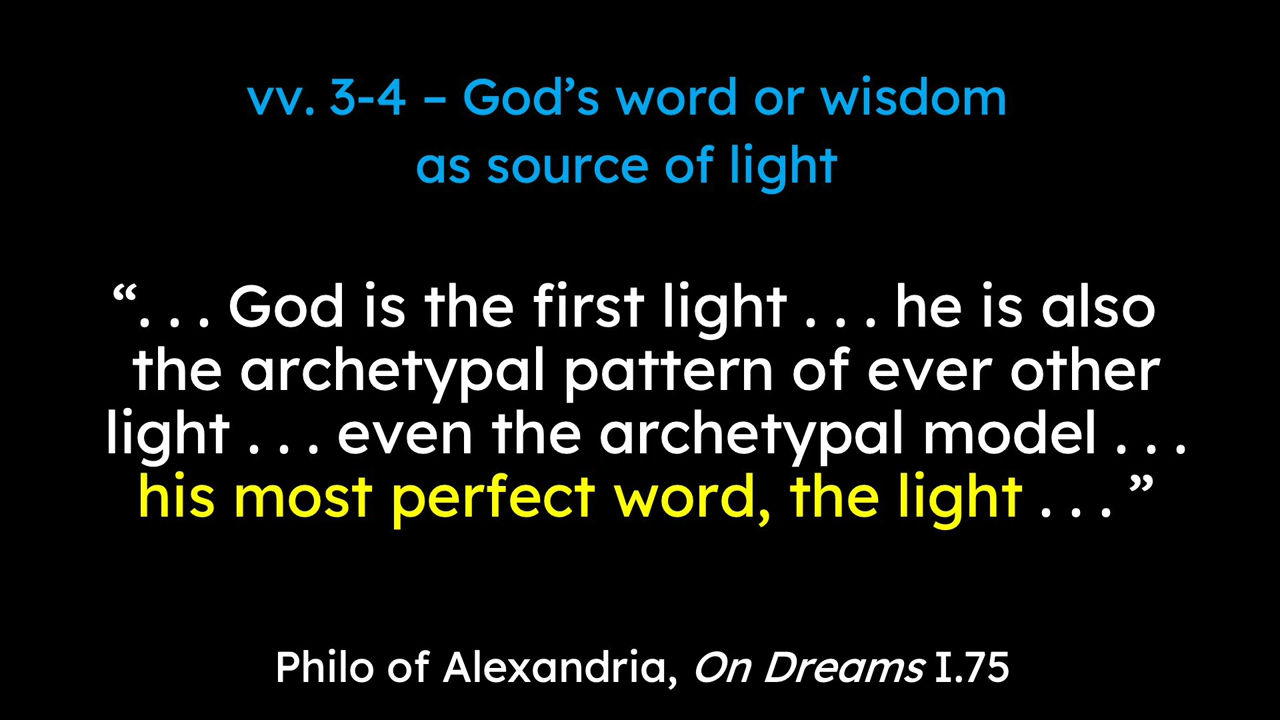 vv. 3-4 – God’s word or wisdom
as source of light
“. . . God is the first light . . . he is also
the archetypal pattern of ever other
light . . . even the archetypal model . . .
his most perfect word, the light . . . ”
Philo of Alexandria, On Dreams I.75